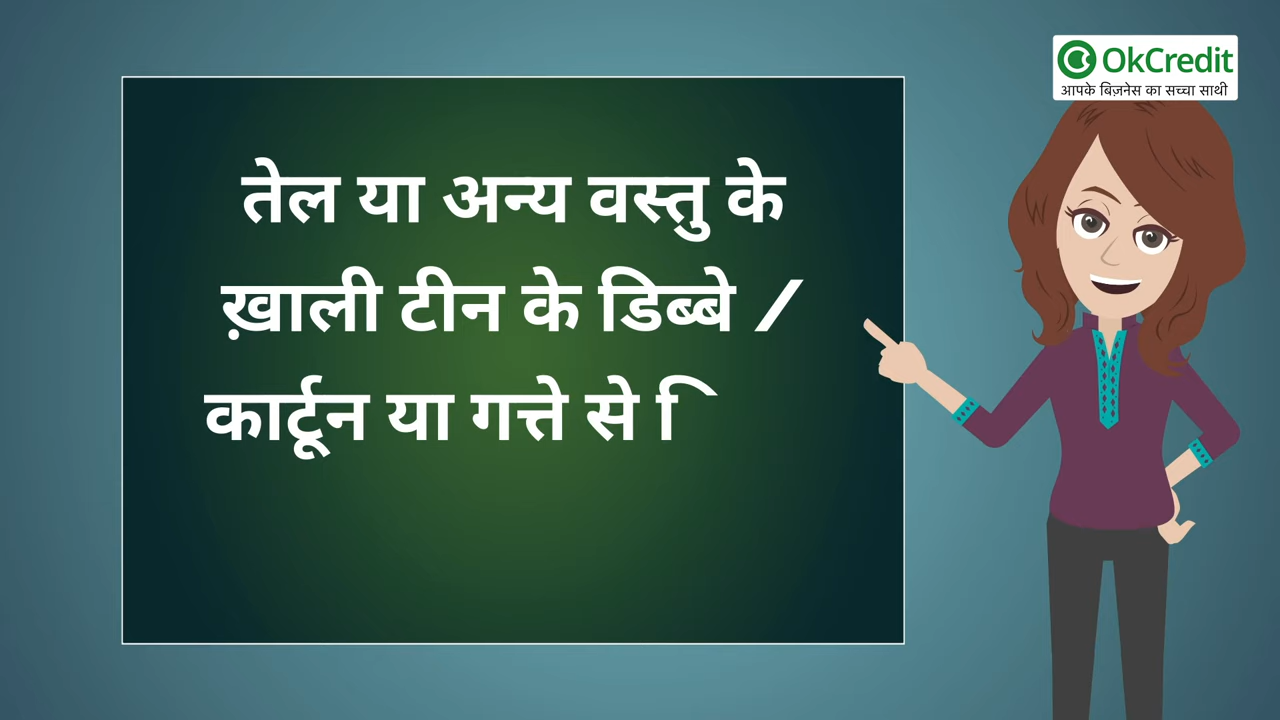 OkCredit
आपके बिज़नेस का सच्चा साथी
तेल या अन्य वस्तु के
ख़ाली टीन के डिब्बे /
कार्टून या गत्ते से ि